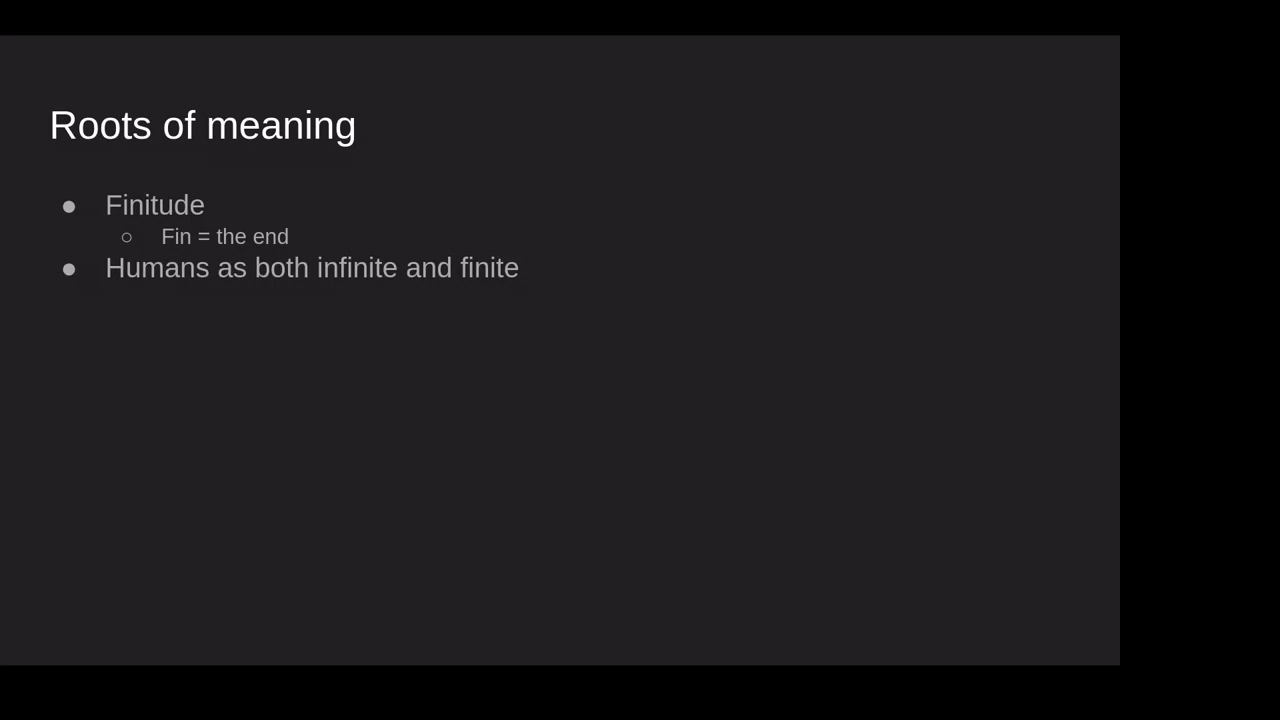 Roots of meaning
● Finitude
○ Fin = the end
● Humans as both infinite and finite